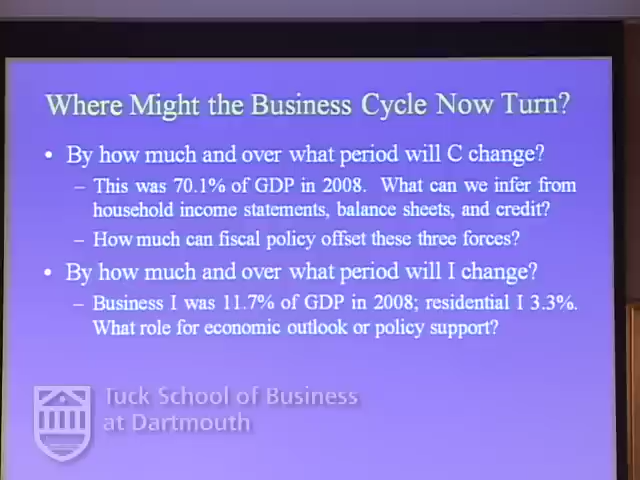 Where Might the Business Cycle Now Turn?
• By how much and over what period will C change?
– This was 70.1% of GDP in 2008. What can we infer from
household income statements, balance sheets, and credit?
– How much can fiscal policy offset these three forces?
• By how much and over what period will I change?
– Business I was 11.7% of GDP in 2008; residential I 3.3%.
What role for economic outlook or policy support?
Tuck School of Business
at Dartmouth